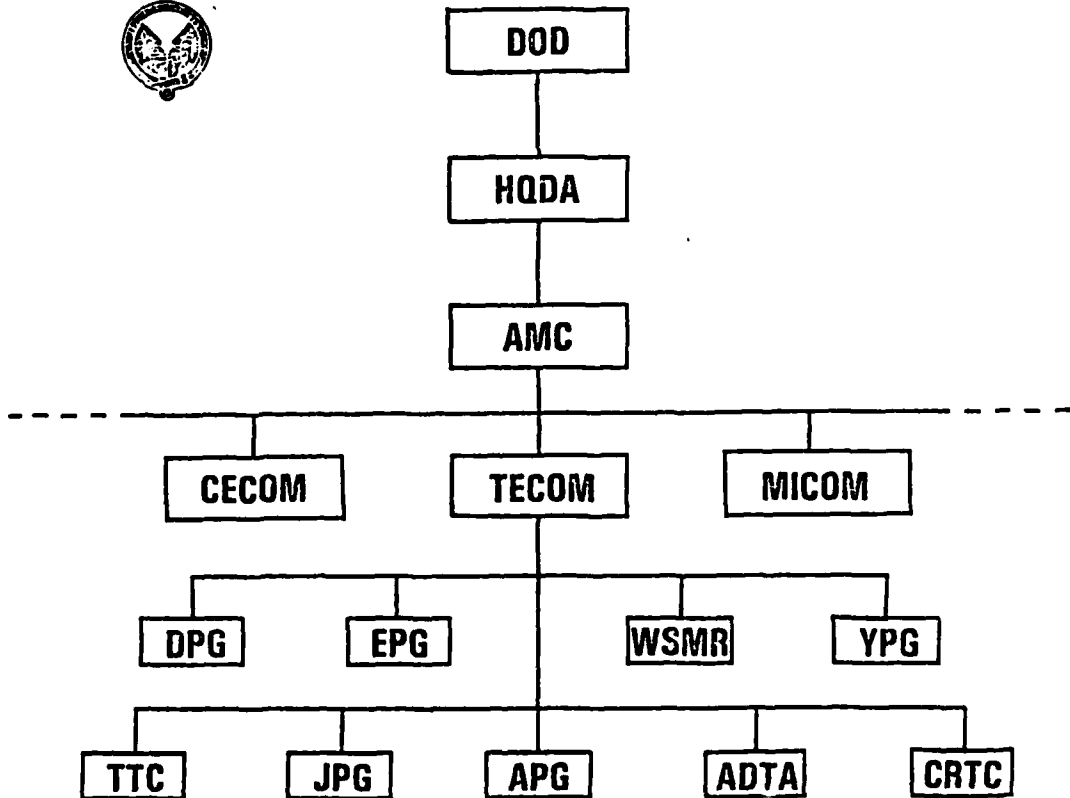 DOD
HQDA
AMC
CECOM TECOM MICOM
DPG EPG WSMR YPG
TTC JPG APG ADTA CRTC